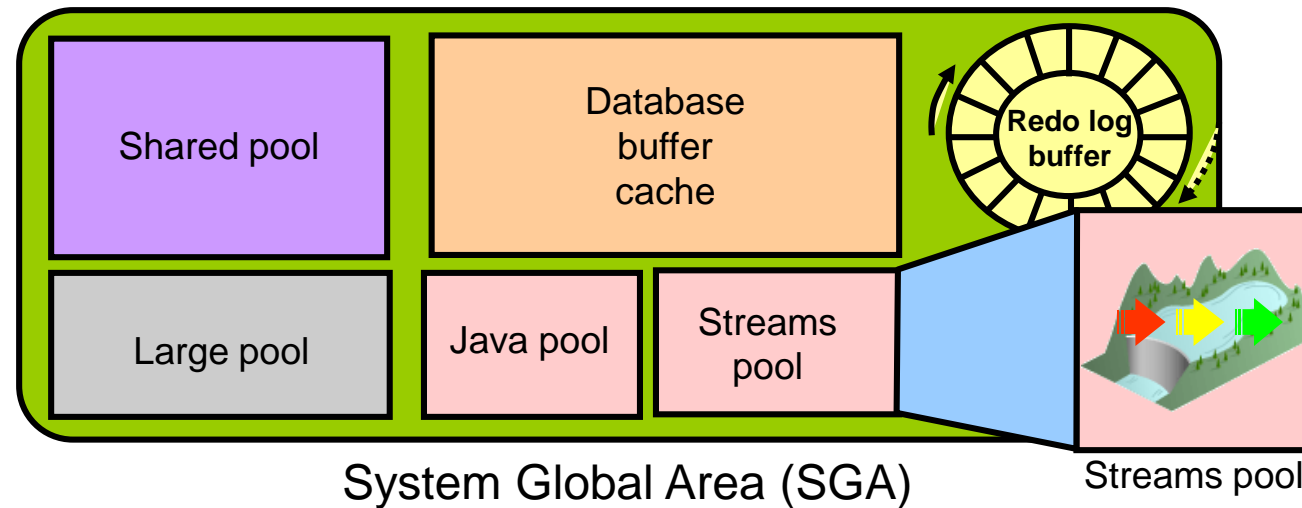 Shared pool
Database
buffer
cache
Redo log
buffer
Large pool
Java pool
Streams
pool
System Global Area (SGA)
Streams pool